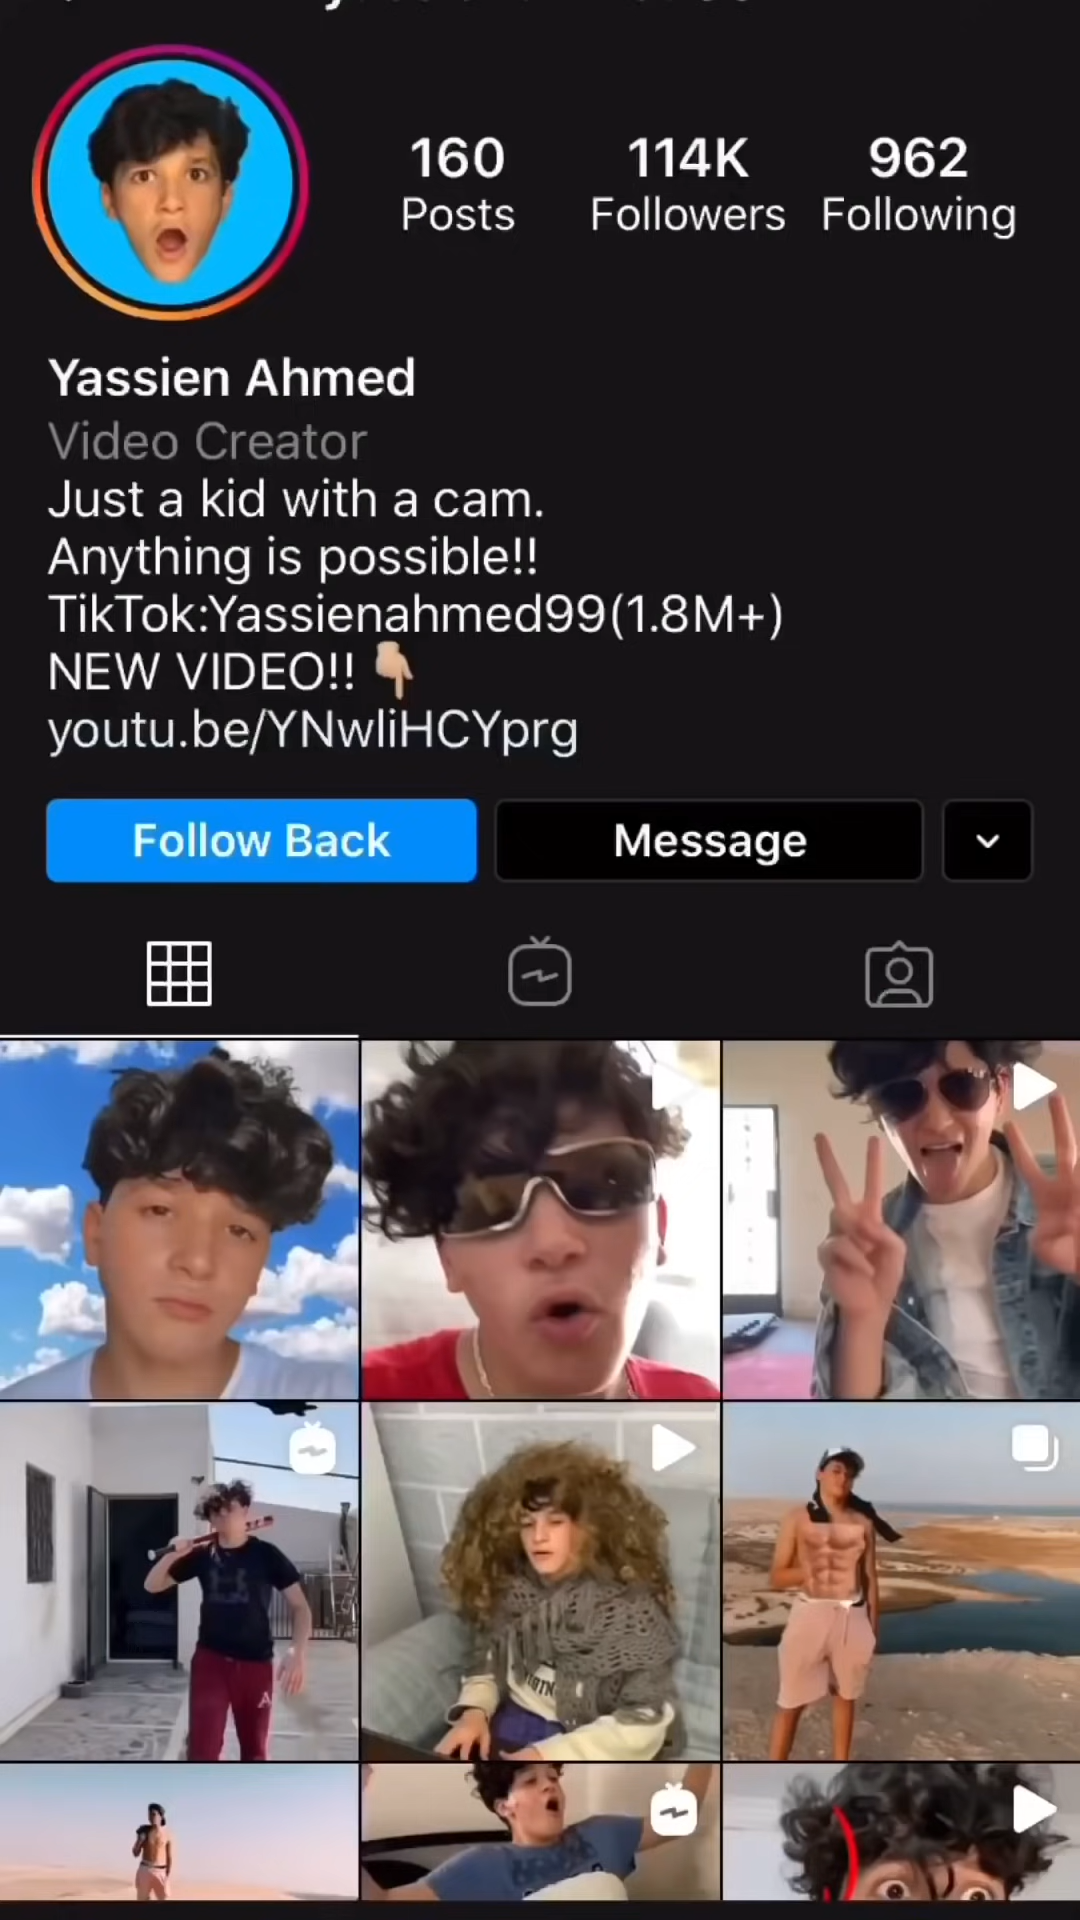 160 114K 962
Posts Followers Following
Yassien Ahmed
Video Creator
Just a kid with a cam.
Anything is possible!!
TikTok:Yassienahmed99(1.8M+)
NEW VIDEO!! 👇🏼
youtu.be/YNwliHCYprg
Follow Back Message
A